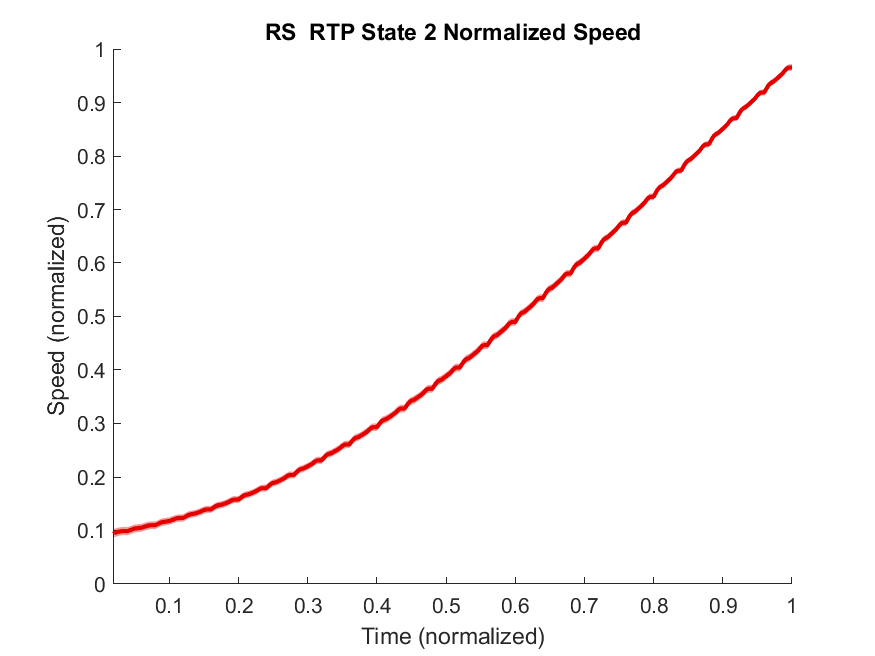 RS  RTP State 2 Normalized Speed
1
0.9
0.8
0.7
0.6
0.5
0.4
0.3
0.2
0.1
0
Speed (normalized)
0.1 0.2 0.3 0.4 0.5 0.6 0.7 0.8 0.9 1
Time (normalized)